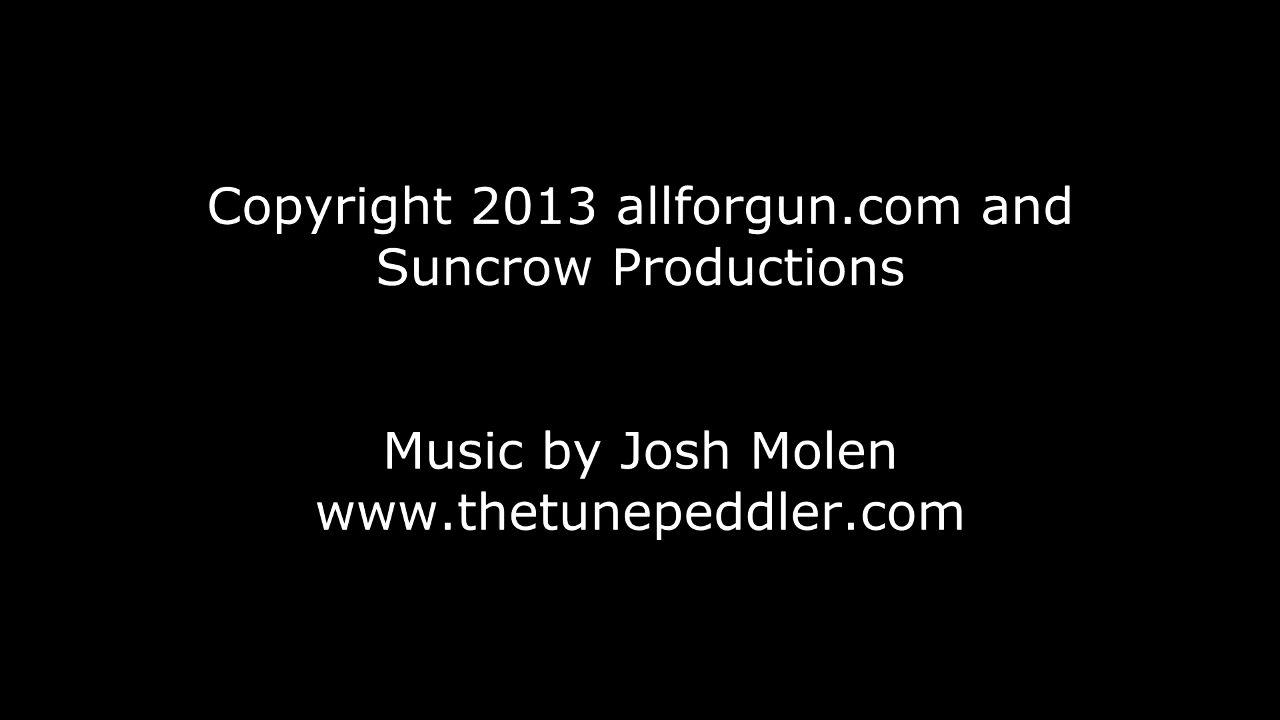 Copyright 2013 allforgun.com and
Suncrow Productions
Music by Josh Molen
www.thetunepeddler.com